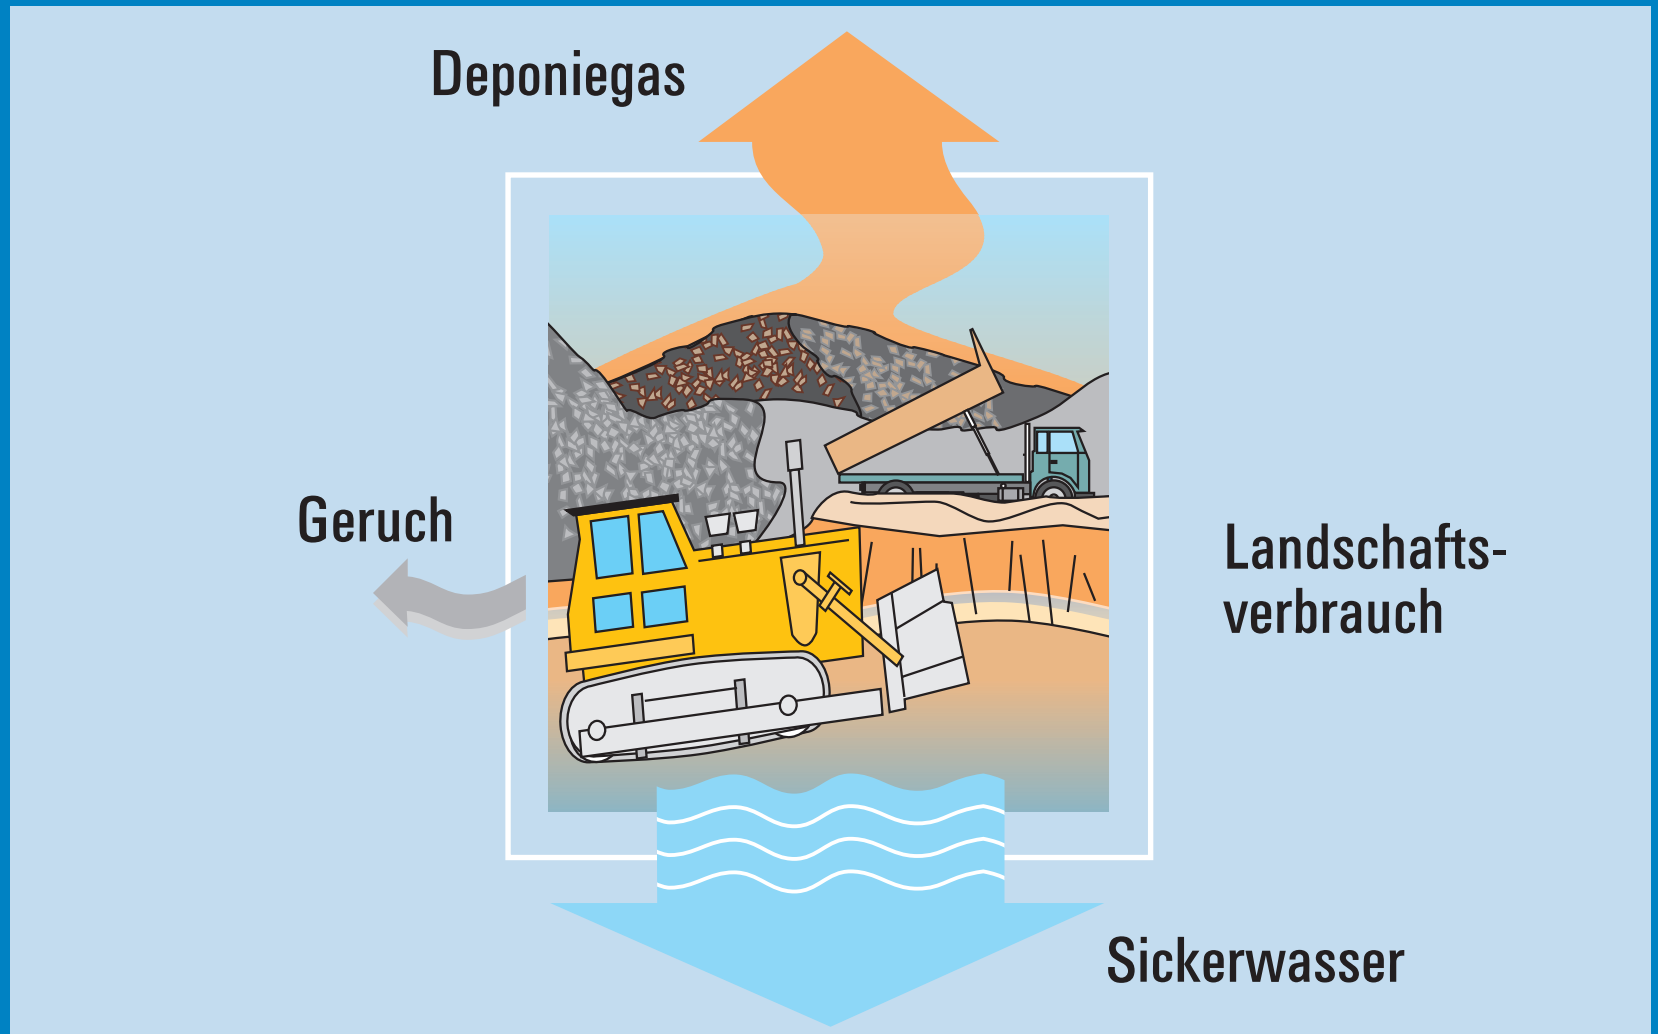 Deponiegas
Geruch
Landschafts-
verbrauch
Sickerwasser